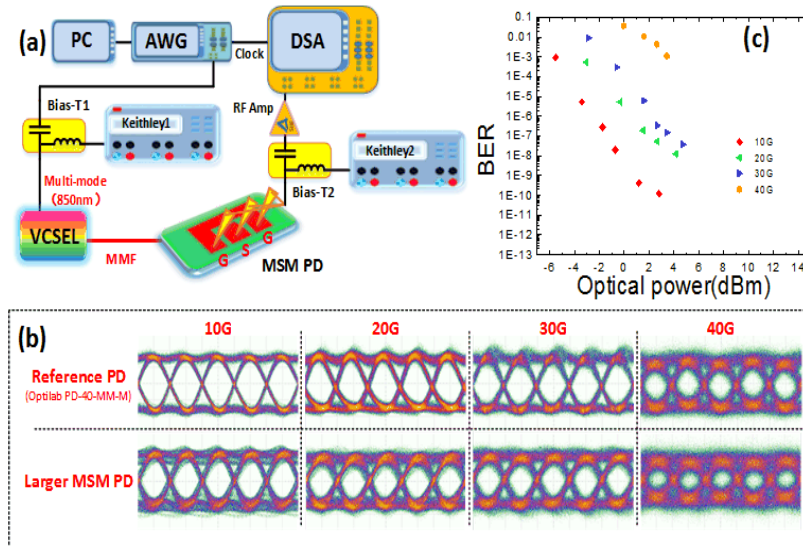 (a)
PC
AWG
Clock
DSA
Bias-T1
Keithley1
RF Amp
Keithley2
Bias-T2
Multi-mode
(850nm)
VCSEL
MMF
G S G
MSM PD
(c)
BER
0.1
0.01
1E-3
1E-4
1E-5
1E-6
1E-7
1E-8
1E-9
1E-10
1E-11
1E-12
1E-13
10G
20G
30G
40G
-6 -4 -2 0 2 4 6 8 10 12 14
Optical power(dBm)
(b)
10G 20G 30G 40G
Reference PD
(Optilab PD-40-MM-M)
Larger MSM PD